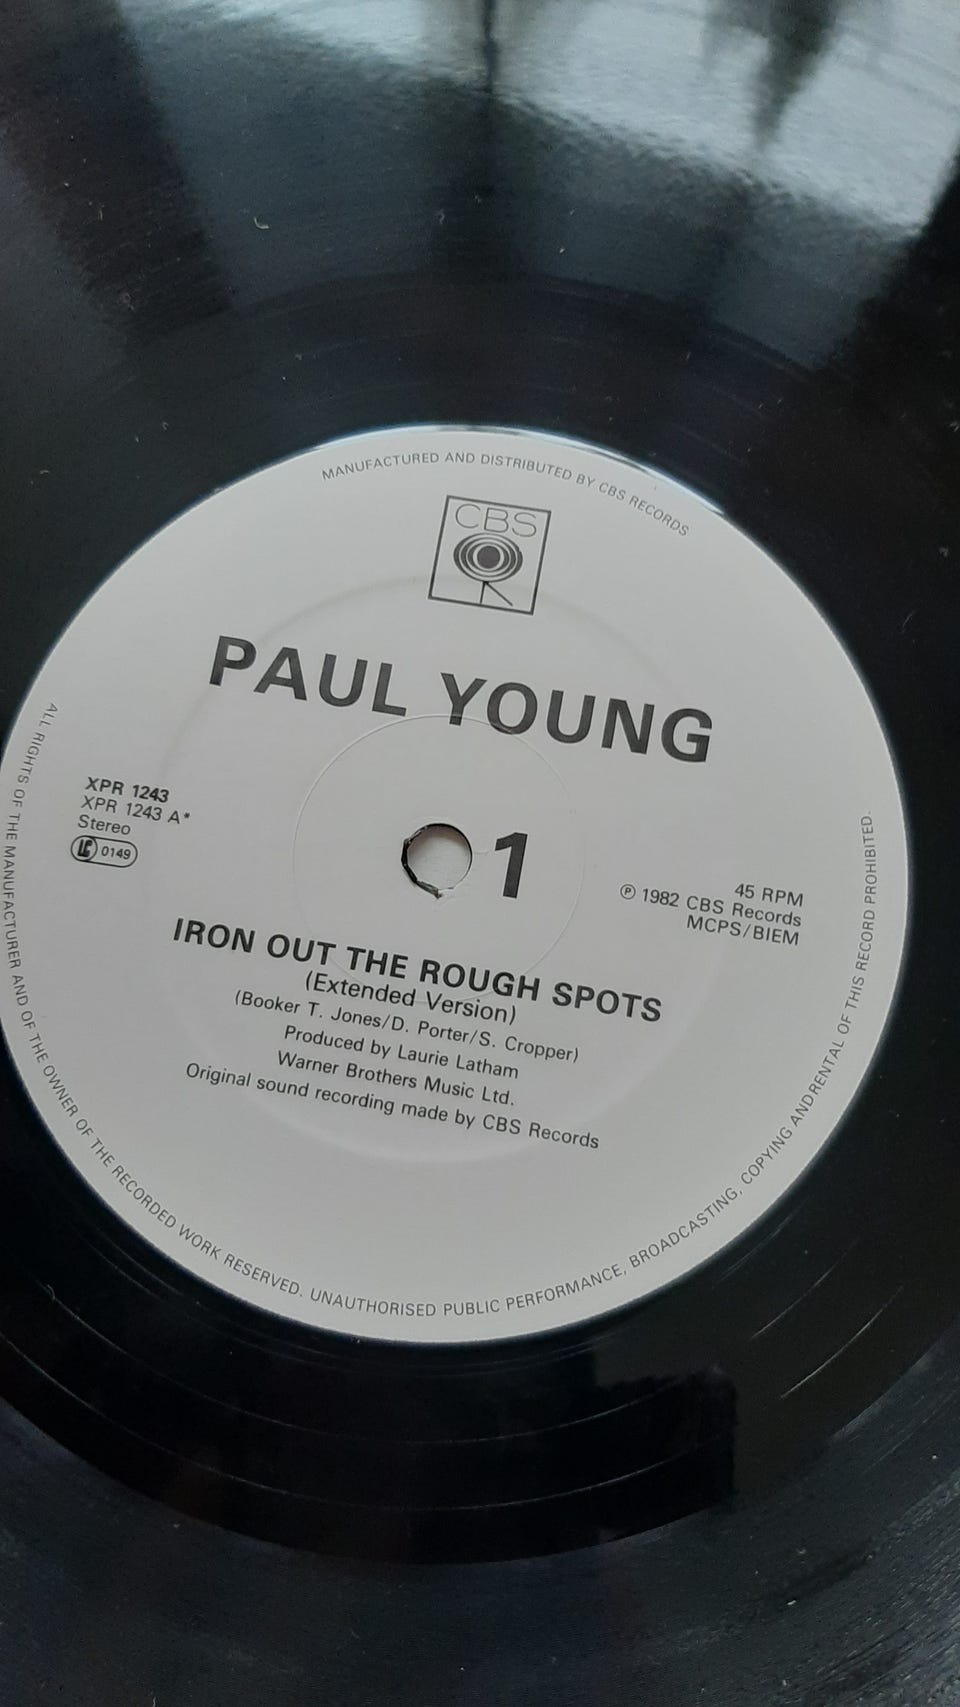 MANUFACTURED AND DISTRIBUTED BY CBS RECORDS
CBS
PAUL YOUNG
XPR 1243
XPR 1243 A*
Stereo
LC 0149
1
45 RPM
℗ 1982 CBS Records
MCPS/BIEM
IRON OUT THE ROUGH SPOTS
(Extended Version)
(Booker T. Jones/D. Porter/S. Cropper)
Produced by Laurie Latham
Warner Brothers Music Ltd.
Original sound recording made by CBS Records
ALL RIGHTS OF THE MANUFACTURER AND OF THE OWNER OF THE RECORDED WORK RESERVED. UNAUTHORISED PUBLIC PERFORMANCE, BROADCASTING, COPYING ANDRENTAL OF THIS RECORD PROHIBITED.